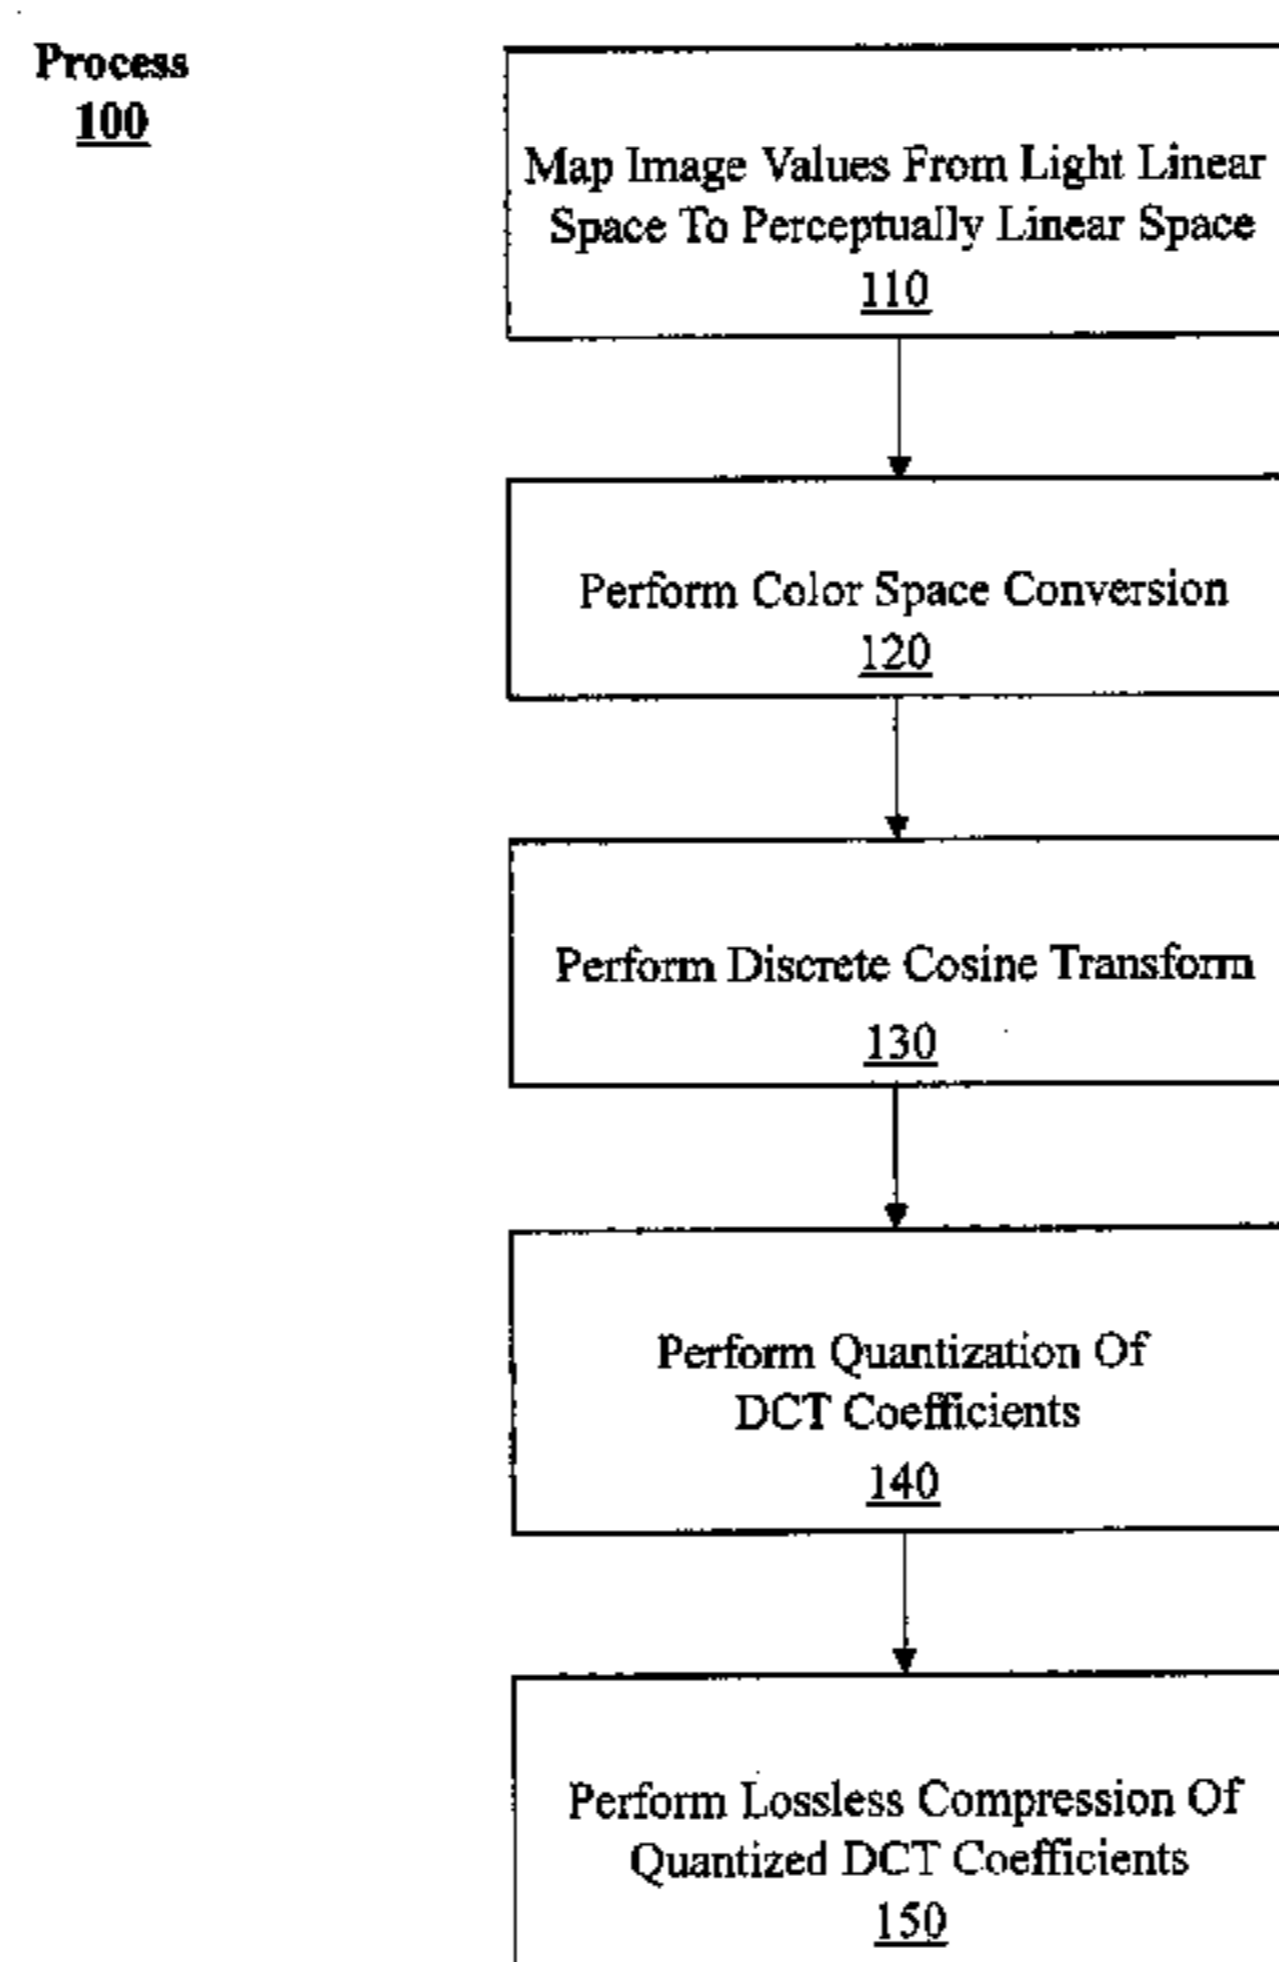 Process
100
Map Image Values From Light Linear
Space To Perceptually Linear Space
110
Perform Color Space Conversion
120
Perform Discrete Cosine Transform
130
Perform Quantization Of
DCT Coefficients
140
Perform Lossless Compression Of
Quantized DCT Coefficients
150